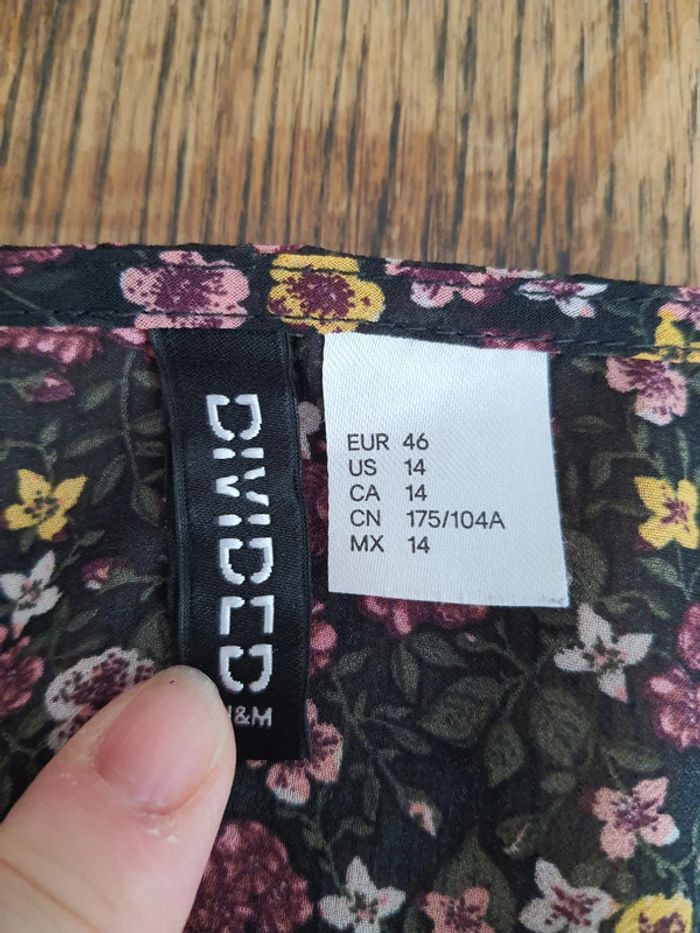 DIVIDED
H&M
EUR 46
US 14
CA 14
CN 175/104A
MX 14